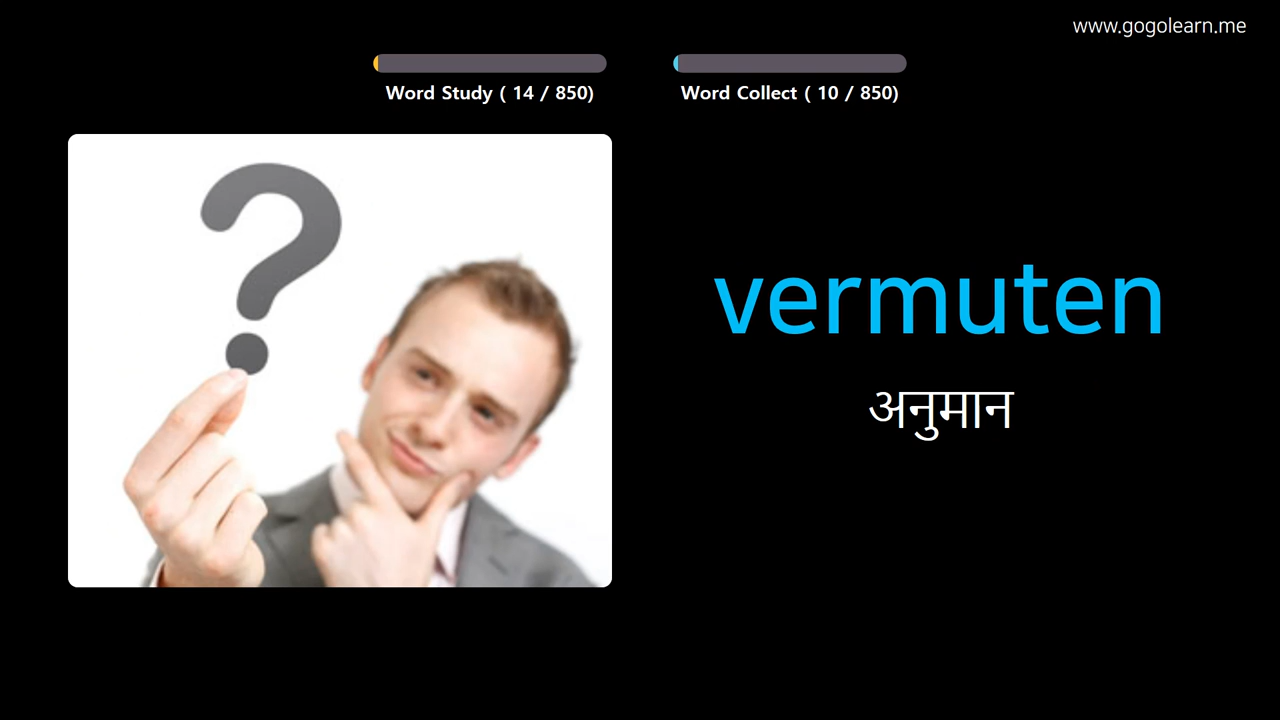 www.gogolearn.me
Word Study ( 14 / 850)
Word Collect ( 10 / 850)
?
vermuten
अनुमान